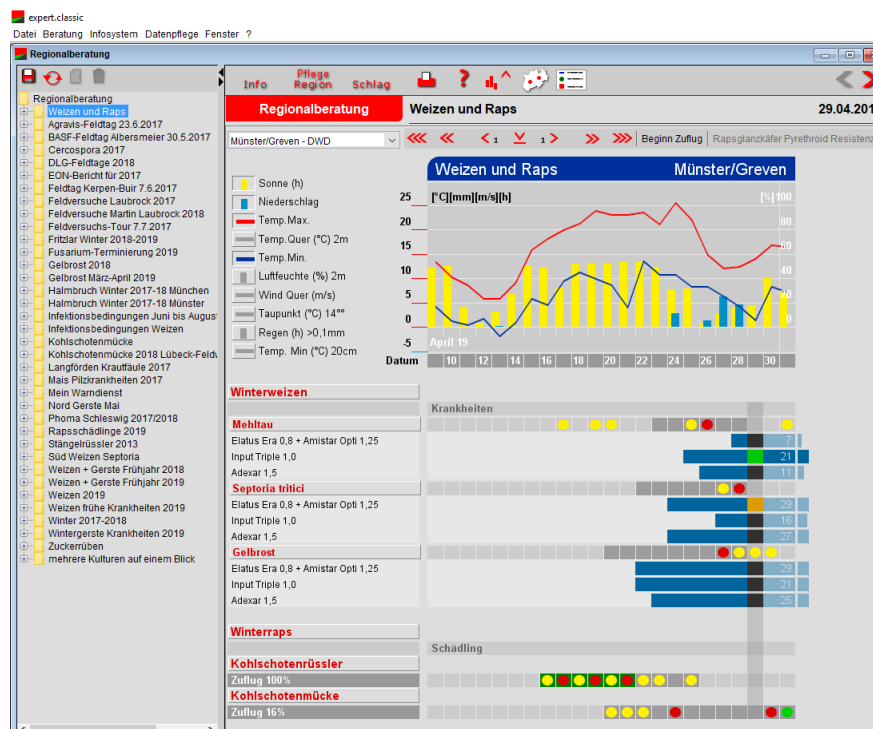 expert.classic
Datei Beratung Infosystem Datenpflege Fenster ?
Regionalberatung
Info Pflege Region Schlag ?
Regionalberatung Weizen und Raps 29.04.201
Münster/Greven - DWD
1 1 Beginn Zuflug Rapsglanzkäfer Pyrethroid Resistenz
Regionalberatung
Weizen und Raps
Agravis-Feldtag 23.6.2017
BASF-Feldtag Albersmeier 30.5.2017
Cercospora 2017
DLG-Feldtage 2018
EON-Bericht für 2017
Feldtag Kerpen-Buir 7.6.2017
Feldversuche Laubrock 2017
Feldversuche Martin Laubrock 2018
Feldversuchs-Tour 7.7.2017
Fritzlar Winter 2018-2019
Fusarium-Terminierung 2019
Gelbrost 2018
Gelbrost März-April 2019
Halmbruch Winter 2017-18 München
Halmbruch Winter 2017-18 Münster
Infektionsbedingungen Juni bis Augus
Infektionsbedingungen Weizen
Kohlschotenmücke
Kohlschotenmücke 2018 Lübeck-Feldv
Langförden Krautfäule 2017
Mais Pilzkrankheiten 2017
Mein Warndienst
Nord Gerste Mai
Phoma Schleswig 2017/2018
Rapsschädlinge 2019
Stängelrüssler 2013
Süd Weizen Septoria
Weizen + Gerste Frühjahr 2018
Weizen + Gerste Frühjahr 2019
Weizen 2019
Weizen frühe Krankheiten 2019
Winter 2017-2018
Wintergerste Krankheiten 2019
Zuckerrüben
mehrere Kulturen auf einem Blick
Weizen und Raps Münster/Greven
[°C][mm][m/s][h] [%] 100
Sonne (h)
Niederschlag
Temp.Max.
Temp.Quer (°C) 2m
Temp.Min.
Luftfeuchte (%) 2m
Wind Quer (m/s)
Taupunkt (°C) 14°°
Regen (h) >0,1mm
Temp. Min (°C) 20cm
25
20
15
10
5
0
-5
80
60
40
20
0
April 19
Datum 10 12 14 16 18 20 22 24 26 28 30
Winterweizen
Krankheiten
Mehltau
Elatus Era 0,8 + Amistar Opti 1,25 7
Input Triple 1,0 21
Adexar 1,5 11
Septoria tritici
Elatus Era 0,8 + Amistar Opti 1,25 29
Input Triple 1,0 16
Adexar 1,5 27
Gelbrost
Elatus Era 0,8 + Amistar Opti 1,25 29
Input Triple 1,0 21
Adexar 1,5 25
Winterraps
Schädling
Kohlschotenrüssler
Zuflug 100%
Kohlschotenmücke
Zuflug 16%